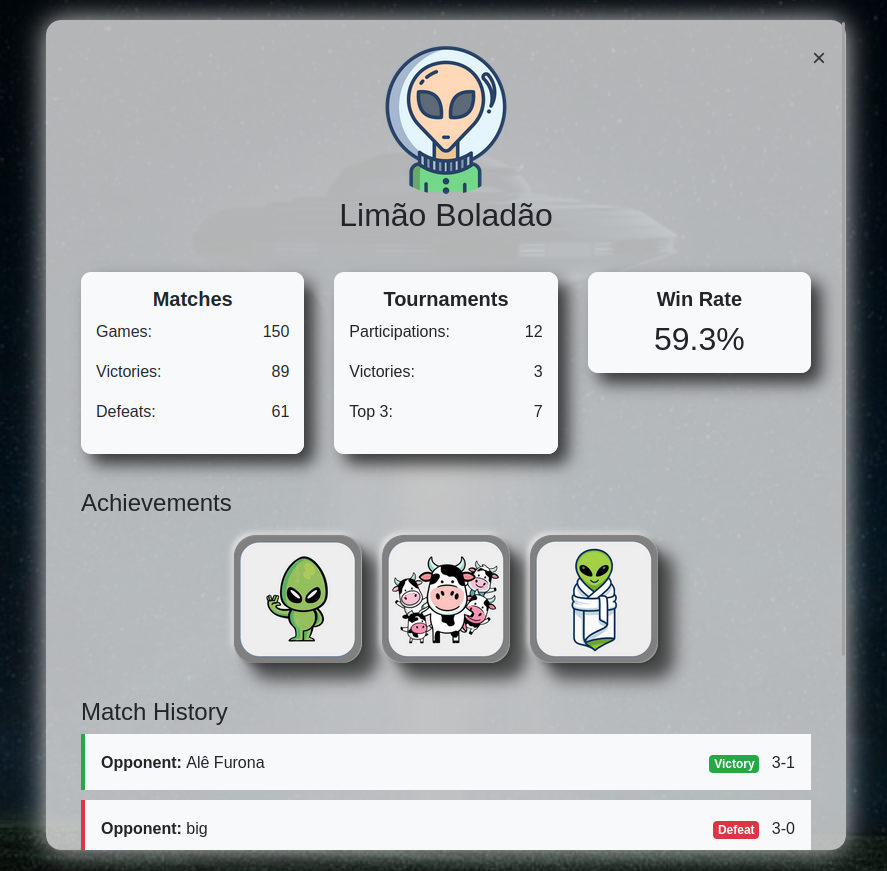 ×
Limão Boladão
Matches
Games: 150
Victories: 89
Defeats: 61
Tournaments
Participations: 12
Victories: 3
Top 3: 7
Win Rate
59.3%
Achievements
Match History
Opponent: Alê Furona Victory 3-1
Opponent: big Defeat 3-0